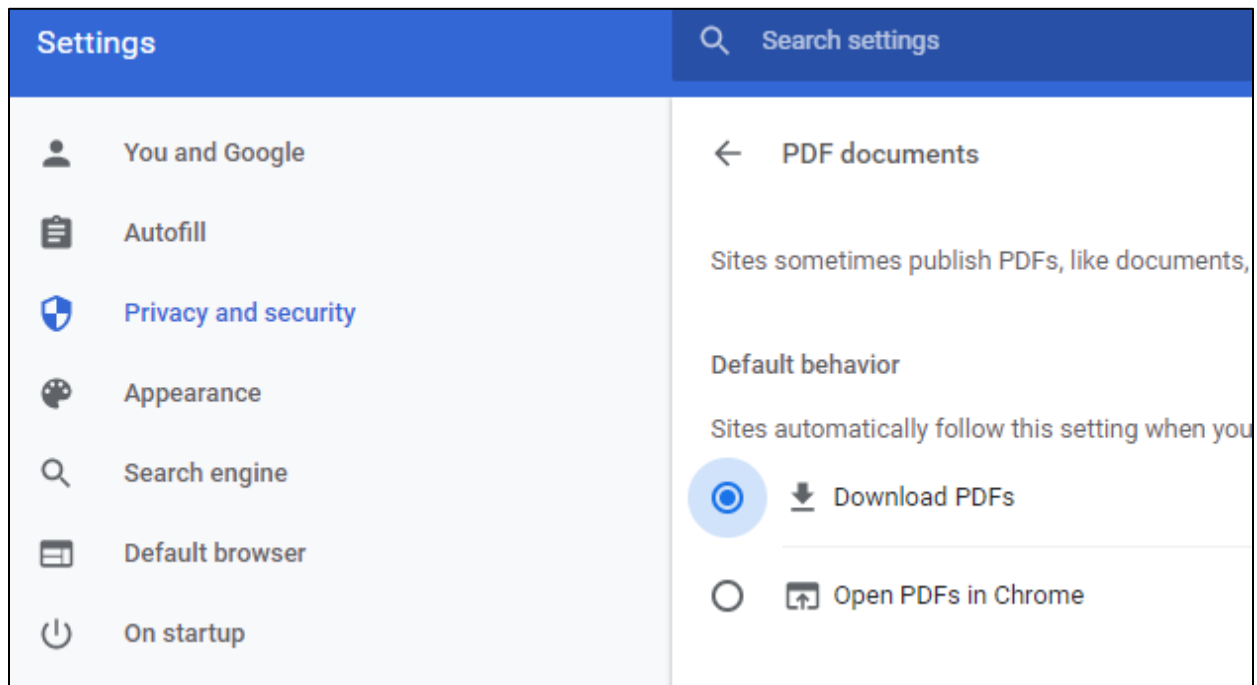 Settings
Search settings
You and Google
Autofill
Privacy and security
Appearance
Search engine
Default browser
On startup
PDF documents
Sites sometimes publish PDFs, like documents,
Default behavior
Sites automatically follow this setting when you
Download PDFs
Open PDFs in Chrome